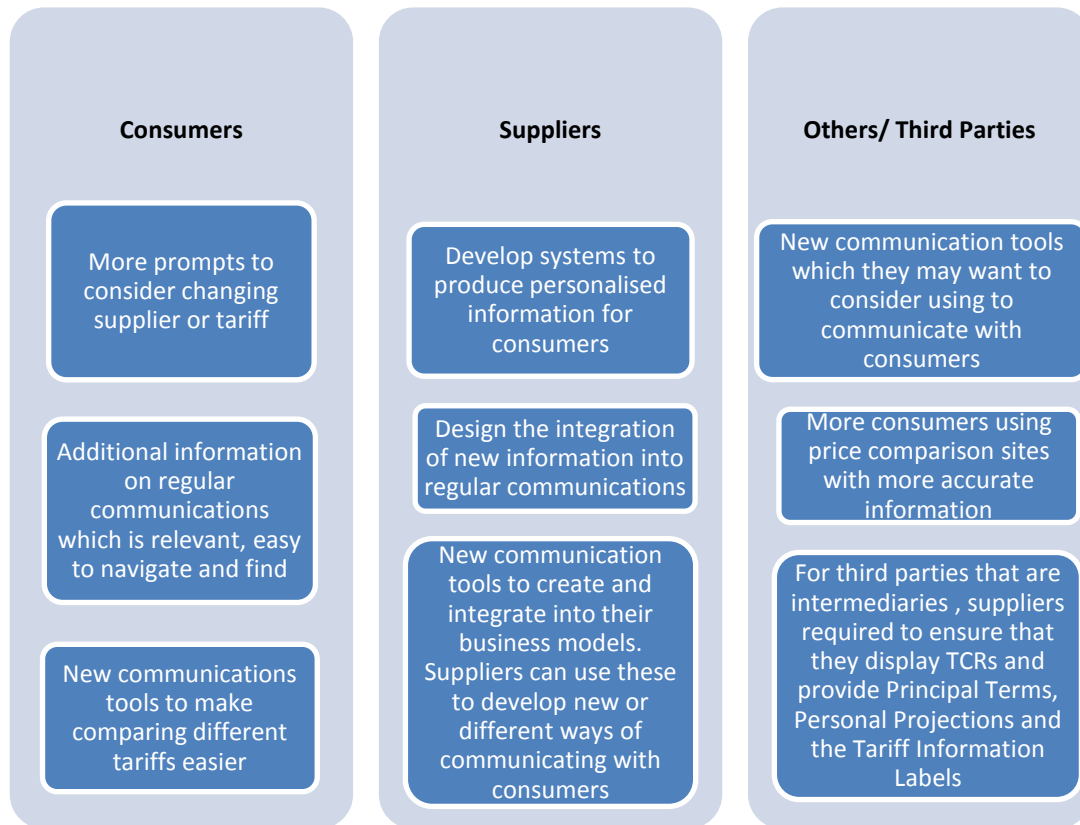 Consumers
More prompts to
consider changing
supplier or tariff
Additional information
on regular
communications
which is relevant, easy
to navigate and find
New communications
tools to make
comparing different
tariffs easier
Suppliers
Develop systems to
produce personalised
information for
consumers
Design the integration
of new information into
regular communications
New communication
tools to create and
integrate into their
business models.
Suppliers can use these
to develop new or
different ways of
communicating with
consumers
Others/ Third Parties
New communication tools
which they may want to
consider using to
communicate with
consumers
More consumers using
price comparison sites
with more accurate
information
For third parties that are
intermediaries , suppliers
required to ensure that
they display TCRs and
provide Principal Terms,
Personal Projections and
the Tariff Information
Labels